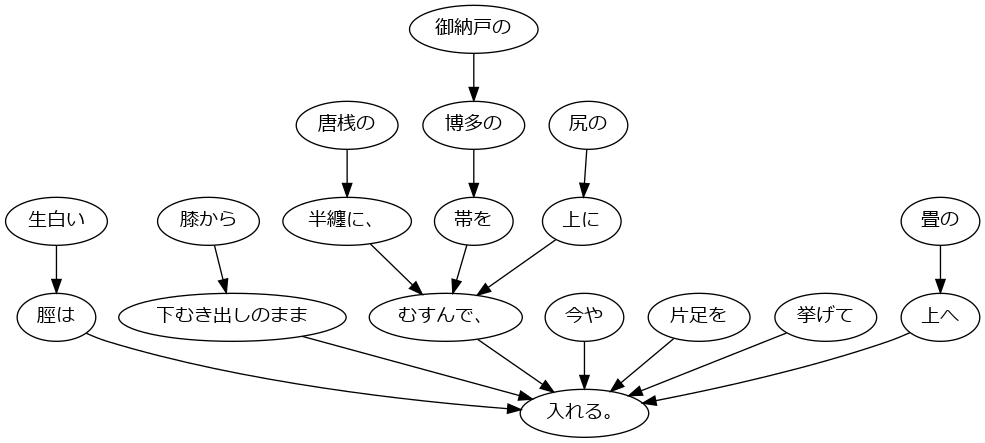 御納戸の
唐桟の
博多の
尻の
生白い
膝から
半纏に、
帯を
上に
畳の
脛は
下むき出しのまま
むすんで、
今や
片足を
挙げて
上へ
入れる。